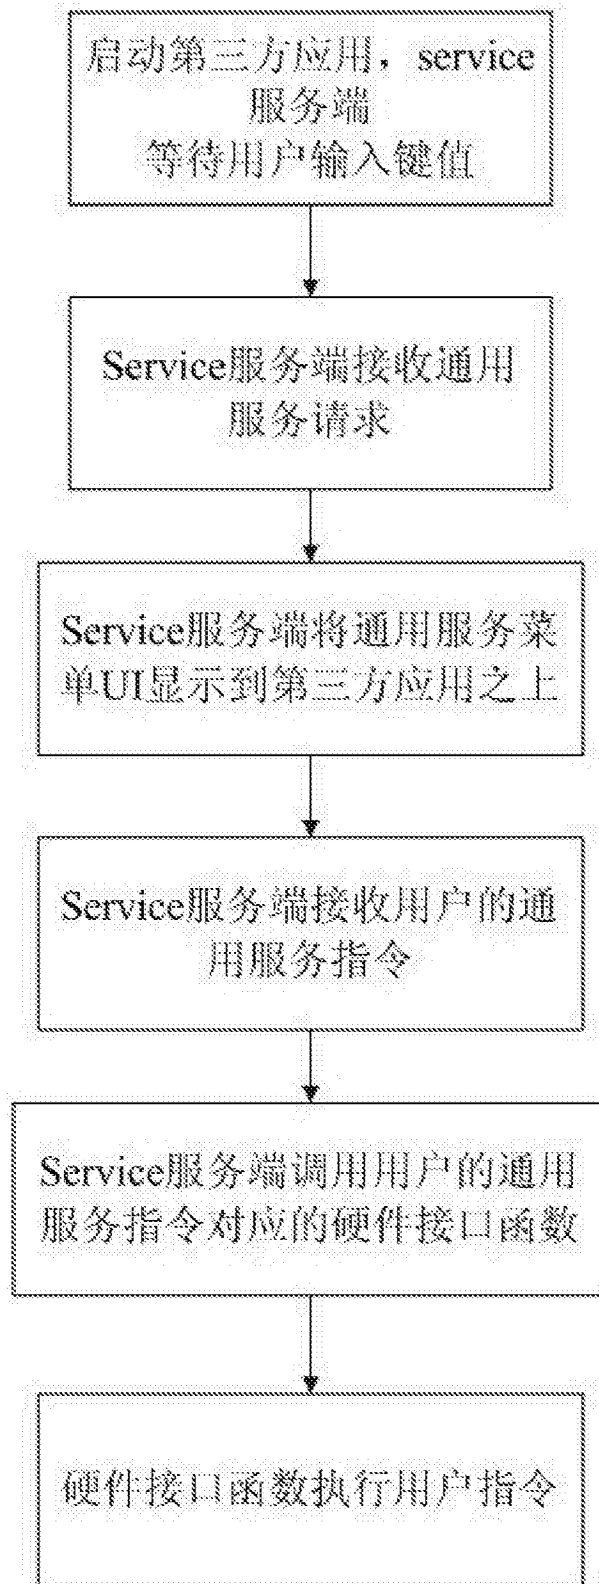 启动第三方应用，service
服务端
等待用户输入键值
Service服务端接收通用
服务请求
Service服务端将通用服务菜
单UI显示到第三方应用之上
Service服务端接收用户的通
用服务指令
Service服务端调用用户的通用
服务指令对应的硬件接口函数
硬件接口函数执行用户指令